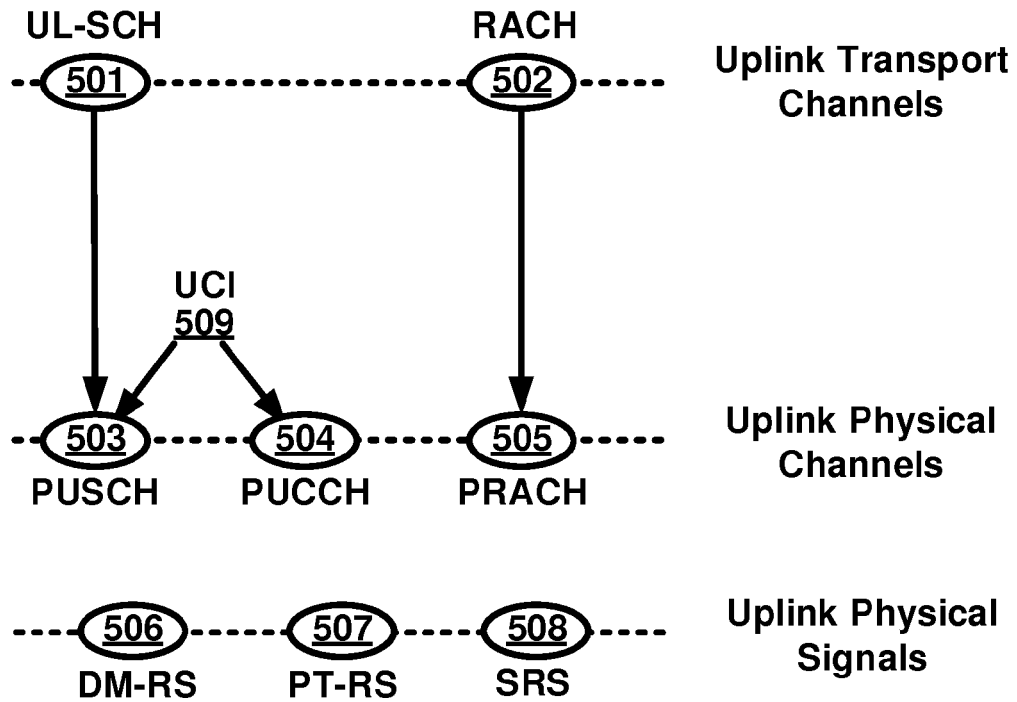 UL-SCH
RACH
501
502
Uplink Transport
Channels
UCI
509
503
504
505
Uplink Physical
Channels
PUSCH
PUCCH
PRACH
506
507
508
Uplink Physical
Signals
DM-RS
PT-RS
SRS